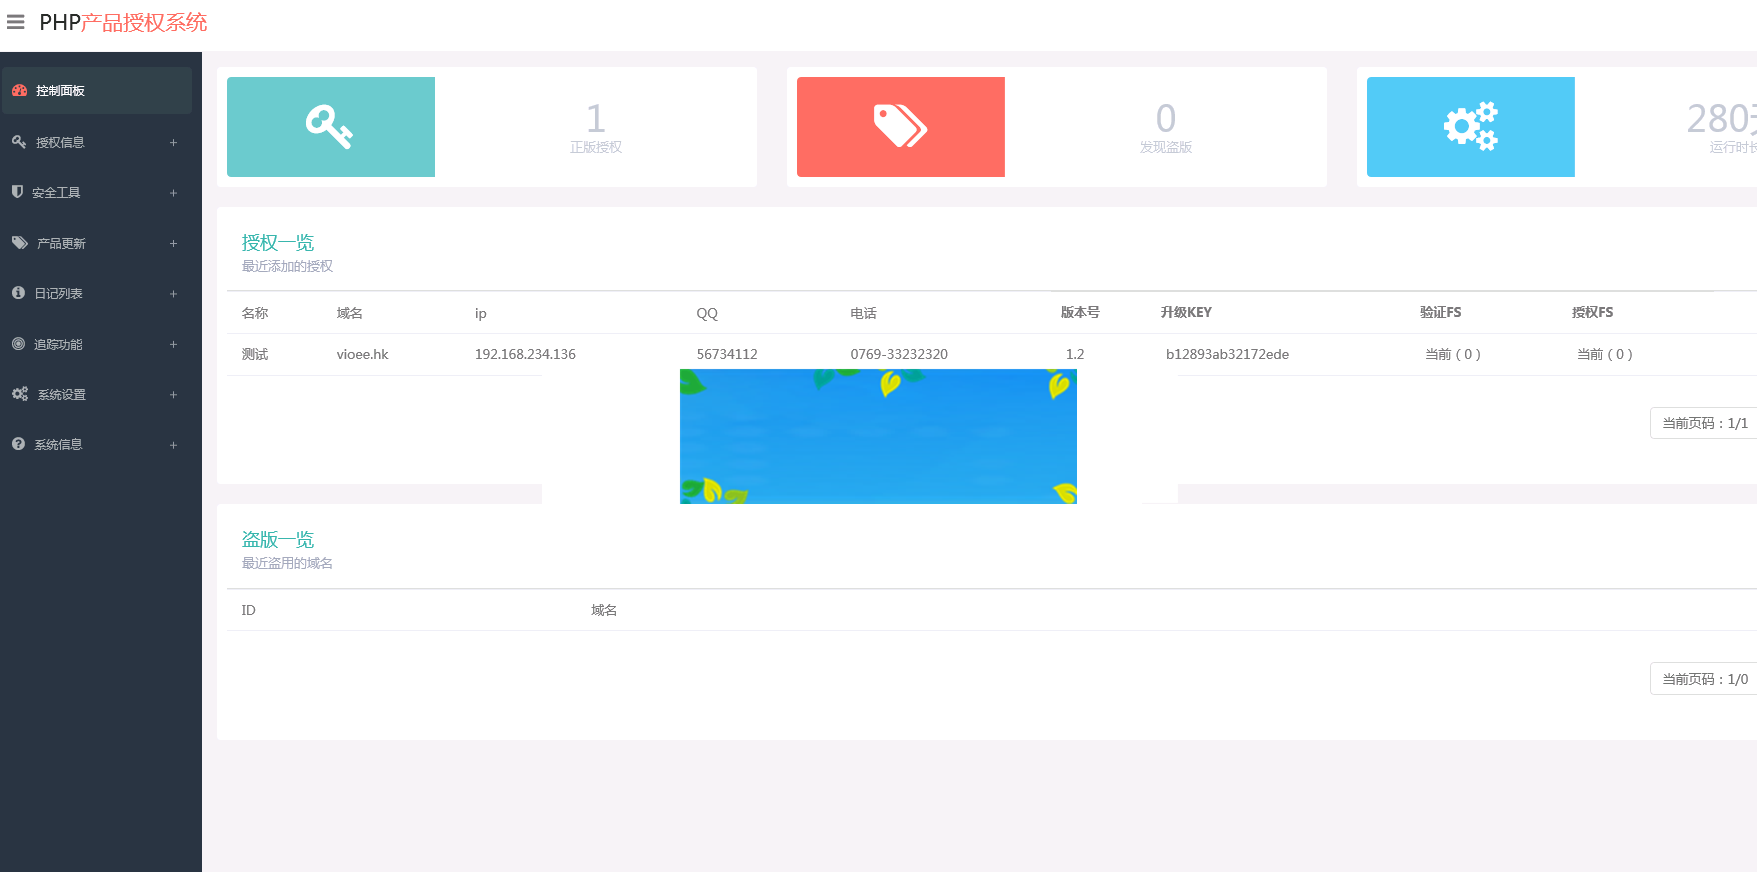 PHP产品授权系统
控制面板
授权信息 +
安全工具 +
产品更新 +
日记列表 +
追踪功能 +
系统设置 +
系统信息 +
1
正版授权
0
发现盗版
280
运行时长
授权一览
最近添加的授权
名称 域名 ip QQ 电话 版本号 升级KEY 验证FS 授权FS
测试 vioee.hk 192.168.234.136 56734112 0769-33232320 1.2 b12893ab32172ede 当前（0） 当前（0）
当前页码：1/1
盗版一览
最近盗用的域名
ID 域名
当前页码：1/0